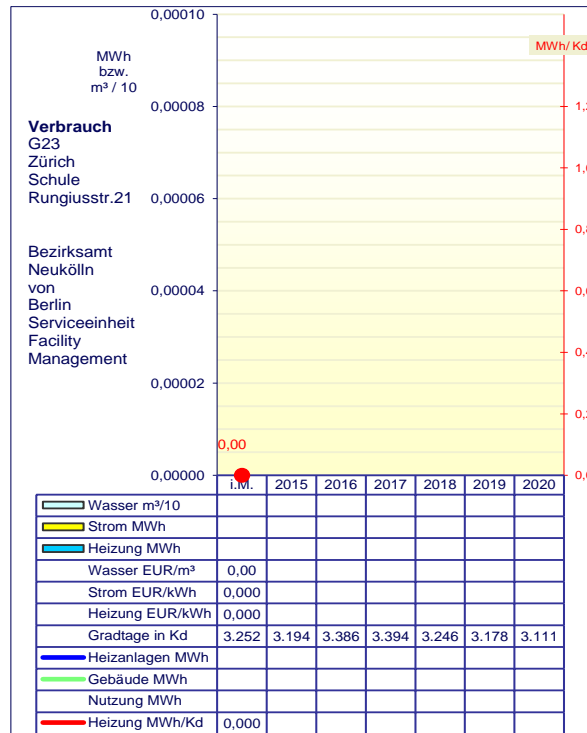 MWh
bzw.
m³ / 10
Verbrauch
G23
Zürich
Schule
Rungiusstr.21
Bezirksamt
Neukölln
von
Berlin
Serviceeinheit
Facility
Management
0,00010
0,00008
0,00006
0,00004
0,00002
0,00000
MWh/Kd
0,00
i.M. 2015 2016 2017 2018 2019 2020
Wasser m³/10
Strom MWh
Heizung MWh
Wasser EUR/m³ 0,00
Strom EUR/kWh 0,000
Heizung EUR/kWh 0,000
Gradtage in Kd 3.252 3.194 3.386 3.394 3.246 3.178 3.111
Heizanlagen MWh
Gebäude MWh
Nutzung MWh
Heizung MWh/Kd 0,000